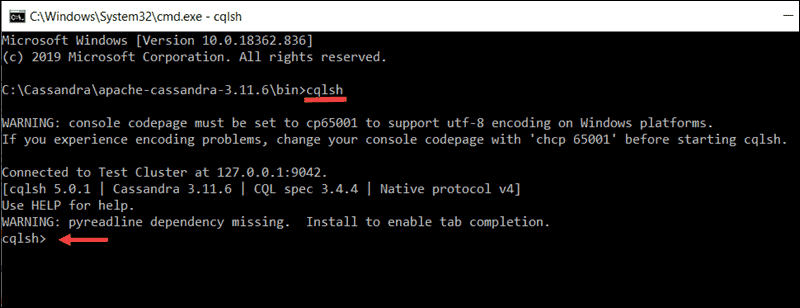 C:\Windows\System32\cmd.exe - cqlsh
Microsoft Windows [Version 10.0.18362.836]
(c) 2019 Microsoft Corporation. All rights reserved.
C:\Cassandra\apache-cassandra-3.11.6\bin>cqlsh
WARNING: console codepage must be set to cp65001 to support utf-8 encoding on Windows platforms.
If you experience encoding problems, change your console codepage with 'chcp 65001' before starting cqlsh.
Connected to Test Cluster at 127.0.0.1:9042.
[cqlsh 5.0.1 | Cassandra 3.11.6 | CQL spec 3.4.4 | Native protocol v4]
Use HELP for help.
WARNING: pyreadline dependency missing.  Install to enable tab completion.
cqlsh>